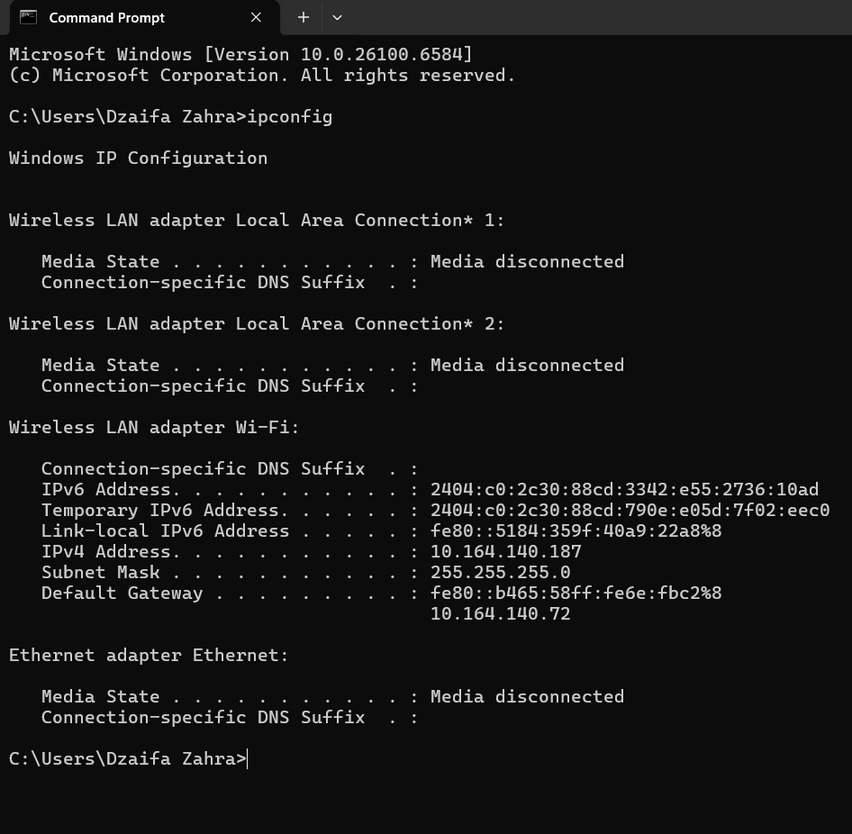 Command Prompt
Microsoft Windows [Version 10.0.26100.6584]
(c) Microsoft Corporation. All rights reserved.
C:\Users\Dzaifa Zahra>ipconfig
Windows IP Configuration
Wireless LAN adapter Local Area Connection* 1:
   Media State . . . . . . . . . . . : Media disconnected
   Connection-specific DNS Suffix  . :
Wireless LAN adapter Local Area Connection* 2:
   Media State . . . . . . . . . . . : Media disconnected
   Connection-specific DNS Suffix  . :
Wireless LAN adapter Wi-Fi:
   Connection-specific DNS Suffix  . :
   IPv6 Address. . . . . . . . . . . : 2404:c0:2c30:88cd:3342:e55:2736:10ad
   Temporary IPv6 Address. . . . . . : 2404:c0:2c30:88cd:790e:e05d:7f02:eec0
   Link-local IPv6 Address . . . . . : fe80::5184:359f:40a9:22a8%8
   IPv4 Address. . . . . . . . . . . : 10.164.140.187
   Subnet Mask . . . . . . . . . . . : 255.255.255.0
   Default Gateway . . . . . . . . . : fe80::b465:58ff:fe6e:fbc2%8
                                       10.164.140.72
Ethernet adapter Ethernet:
   Media State . . . . . . . . . . . : Media disconnected
   Connection-specific DNS Suffix  . :
C:\Users\Dzaifa Zahra>